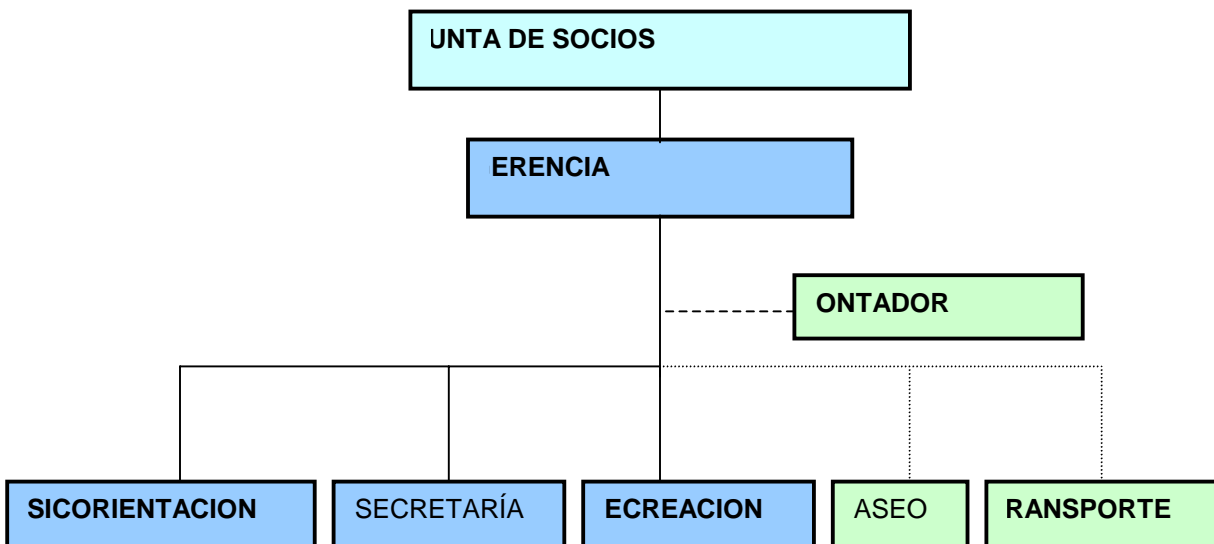 UNTA DE SOCIOS
ERENCIA
ONTADOR
SICORIENTACION
SECRETARÍA
ECREACION
ASEO
RANSPORTE